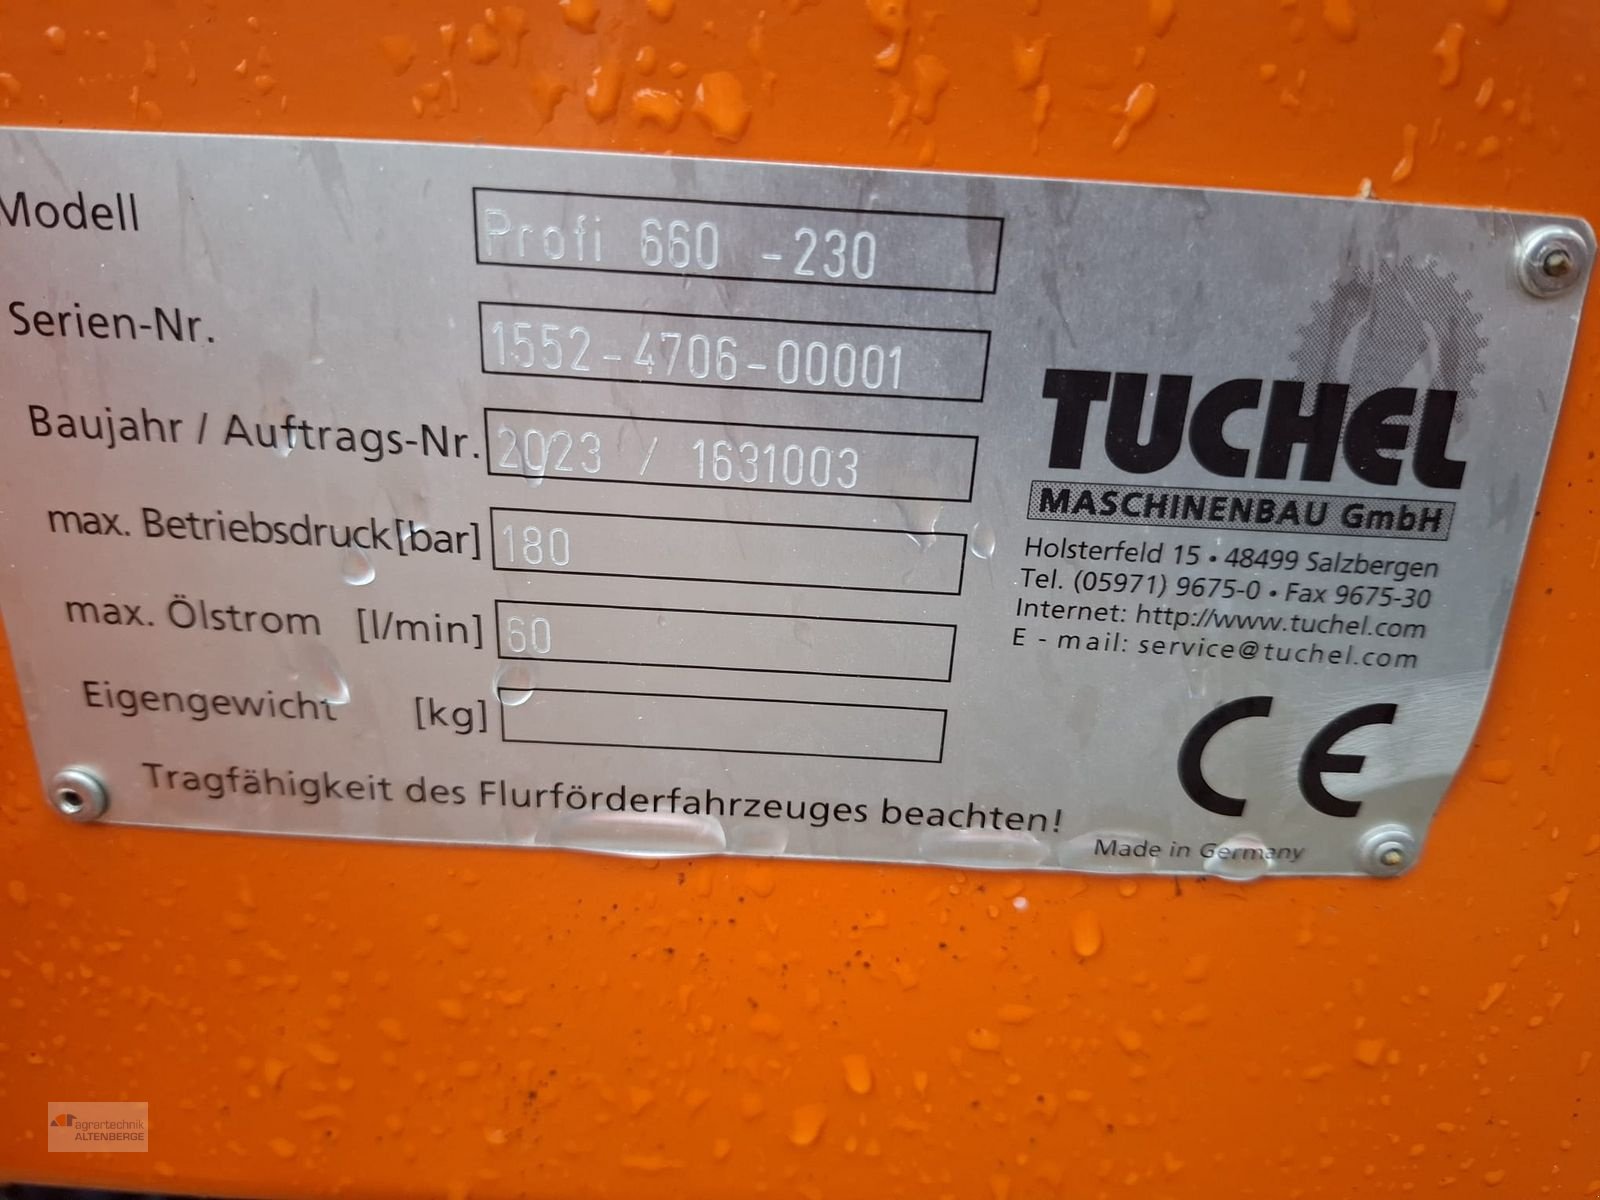 Modell Profi 660 -230
Serien-Nr. 1552-4706-00001
Baujahr / Auftrags-Nr. 2023 / 1631003
max. Betriebsdruck[bar] 180
max. Ölstrom [l/min] 60
Eigengewicht [kg]
Tragfähigkeit des Flurförderfahrzeuges beachten!
TUCHEL
MASCHINENBAU GmbH
Holsterfeld 15 • 48499 Salzbergen
Tel. (05971) 9675-0 • Fax 9675-30
Internet: http://www.tuchel.com
E - mail: service@tuchel.com
CE
Made in Germany
agrartechnik
ALTENBERGE